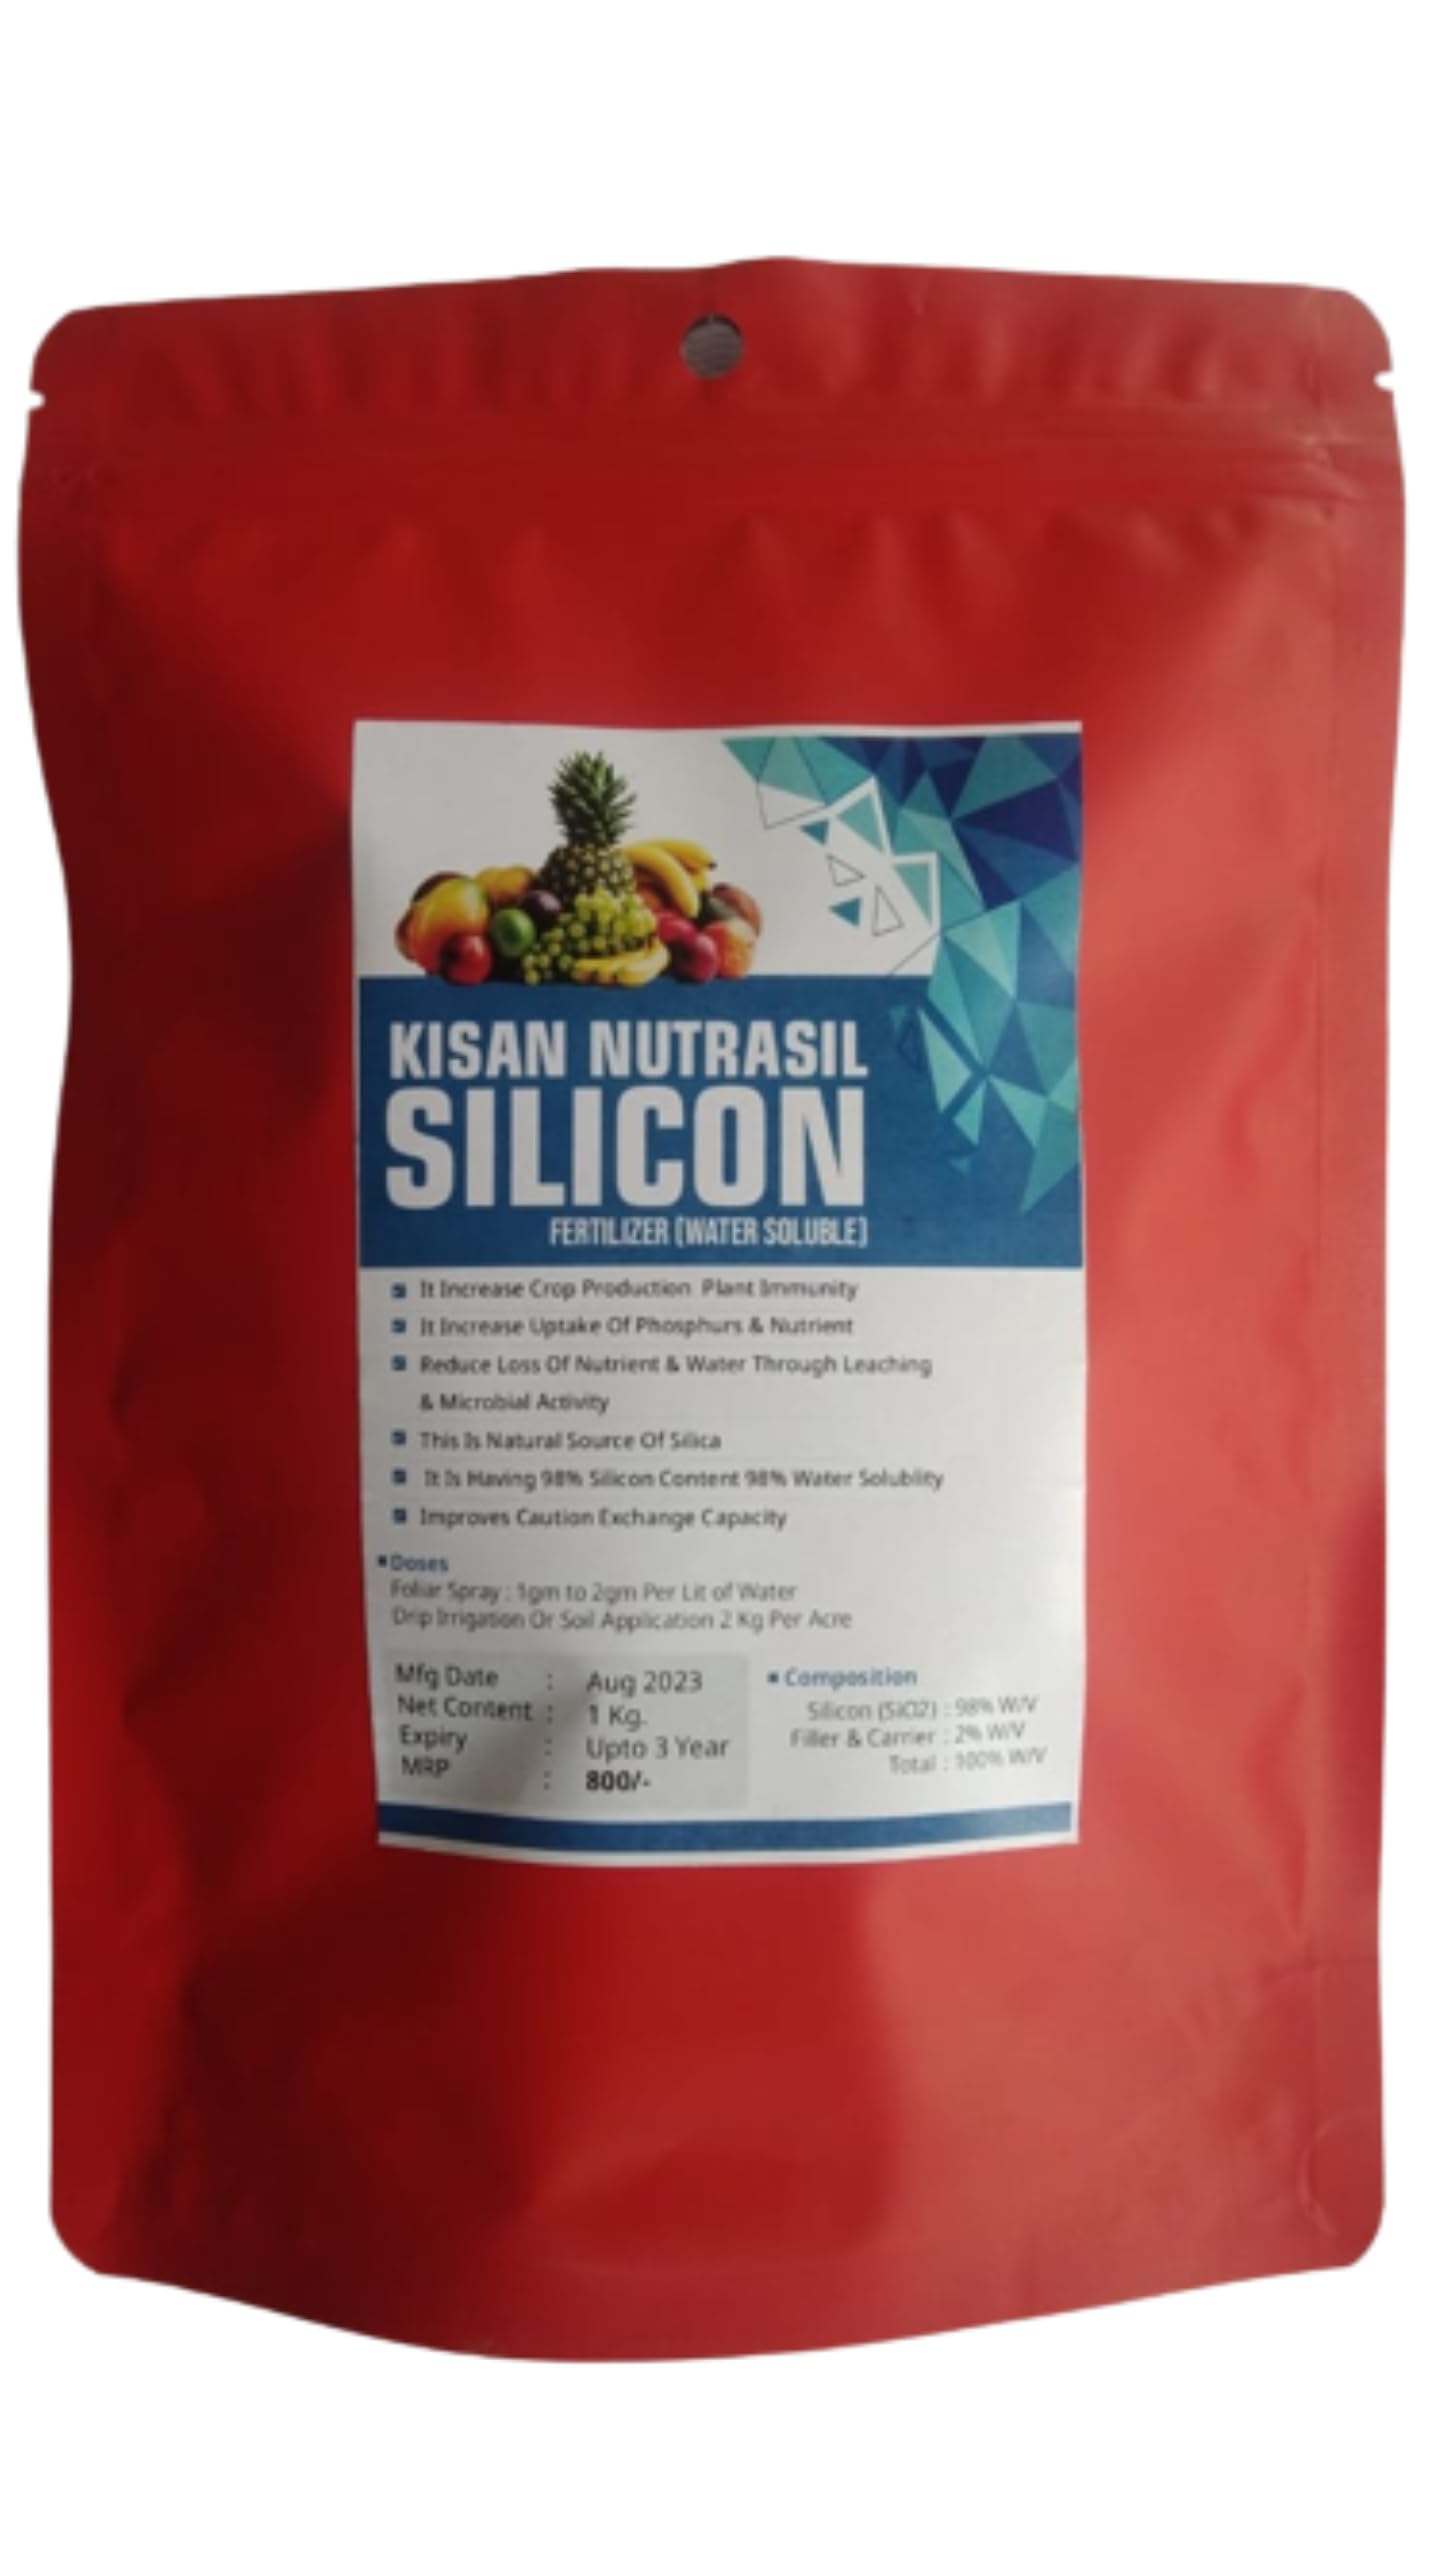 KISAN NUTRASIL
SILICON
FERTILIZER (WATER SOLUBLE)
It Increase Crop Production Plant Immunity
It Increase Uptake Of Phosphurs & Nutrient
Reduce Loss Of Nutrient & Water Through Leaching
& Microbial Activity
This Is Natural Source Of Silica
It Is Having 98% Silicon Content 98% Water Solublity
Improves Caution Exchange Capacity
Doses
Foliar Spray : 1gm to 2gm Per Lit of Water
Drip Irrigation Or Soil Application 2 Kg Per Acre
Mfg Date : Aug 2023
Net Content : 1 Kg.
Expiry : Upto 3 Year
MRP : 800/-
Composition
Silicon (SiO2) : 98% W/V
Filler & Carrier : 2% W/V
Total : 100% W/V